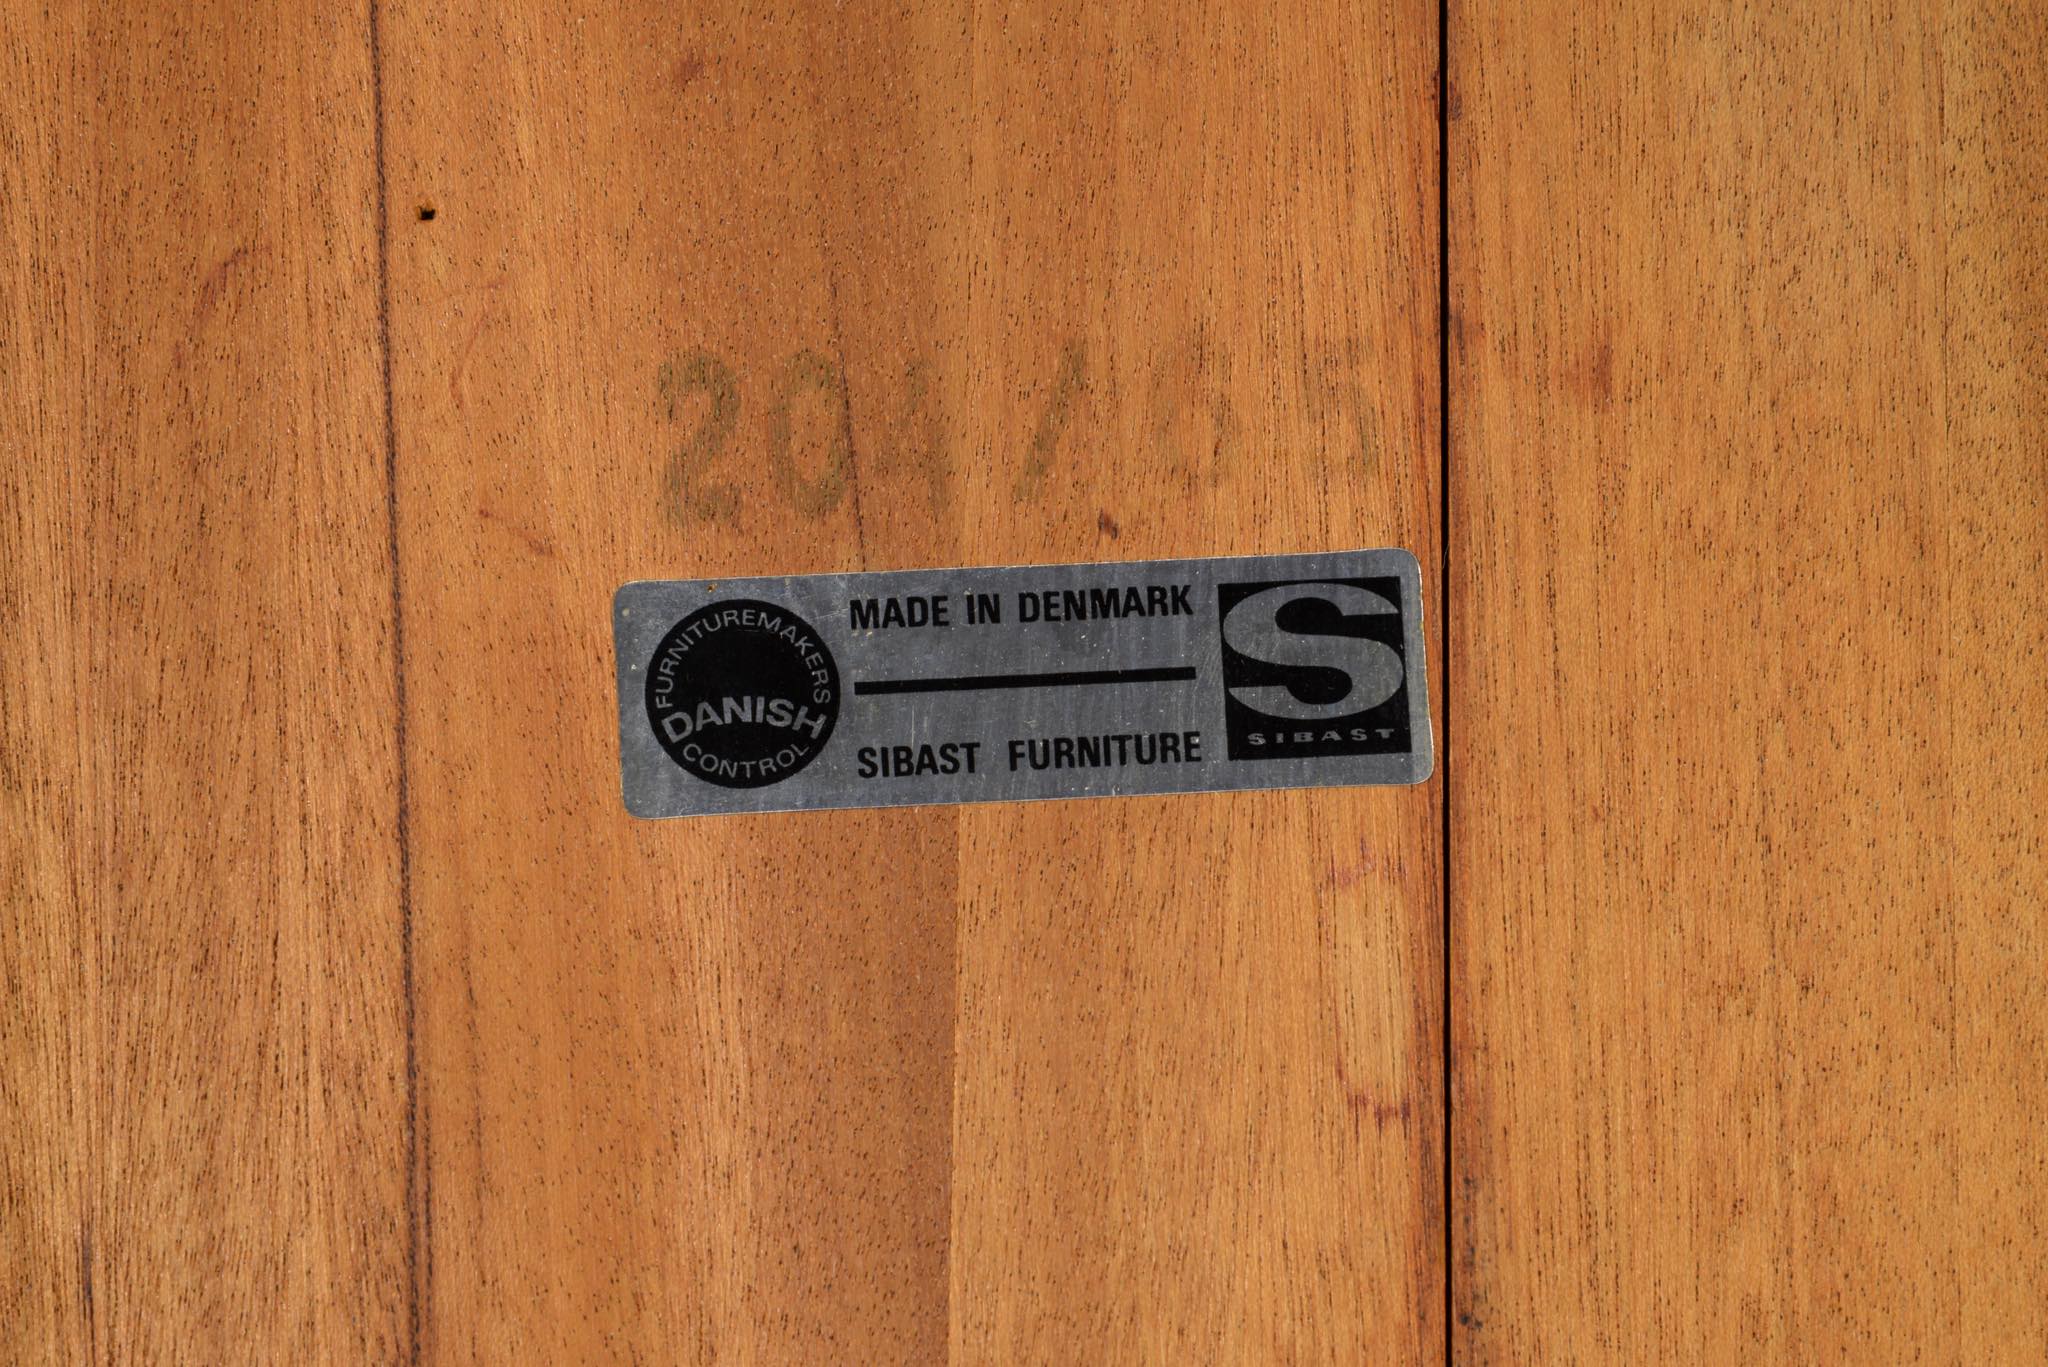 MADE IN DENMARK
FURNITUREMAKERS
DANISH
CONTROL
SIBAST FURNITURE
S
SIBAST